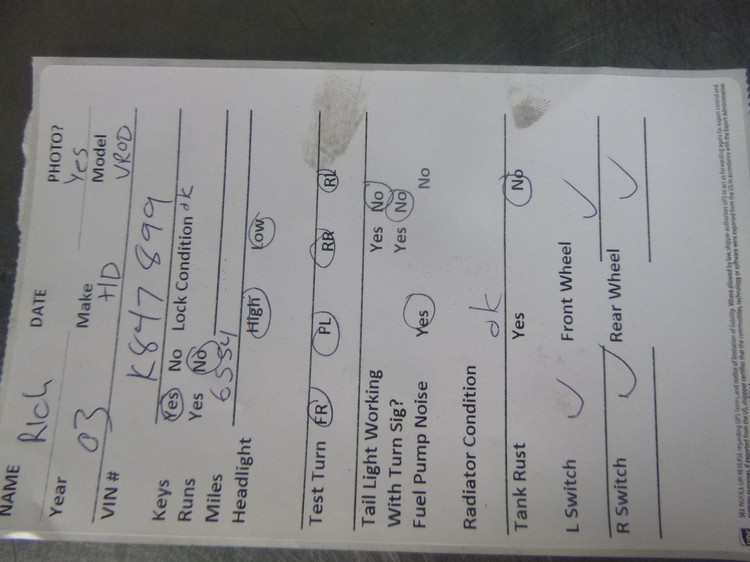 NAME Rich DATE PHOTO? Yes
Year 03 Make HD Model VROD
VIN # K847899
Keys Yes No Lock Condition ok
Runs Yes No
Miles 6554
Headlight High Low
Test Turn FR PL RR RL
Tail Light Working Yes No
With Turn Sig? Yes No
Fuel Pump Noise Yes No
Radiator Condition ok
Tank Rust Yes No
L Switch ✓ Front Wheel ✓
R Switch ✓ Rear Wheel ✓